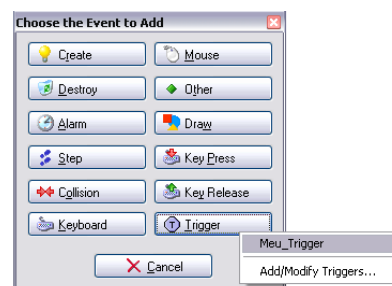 Choose the Event to Add
Create
Mouse
Destroy
Other
Alarm
Draw
Step
Key Press
Collision
Key Release
Keyboard
T
Trigger
Meu_Trigger
Cancel
Add/Modify Triggers...